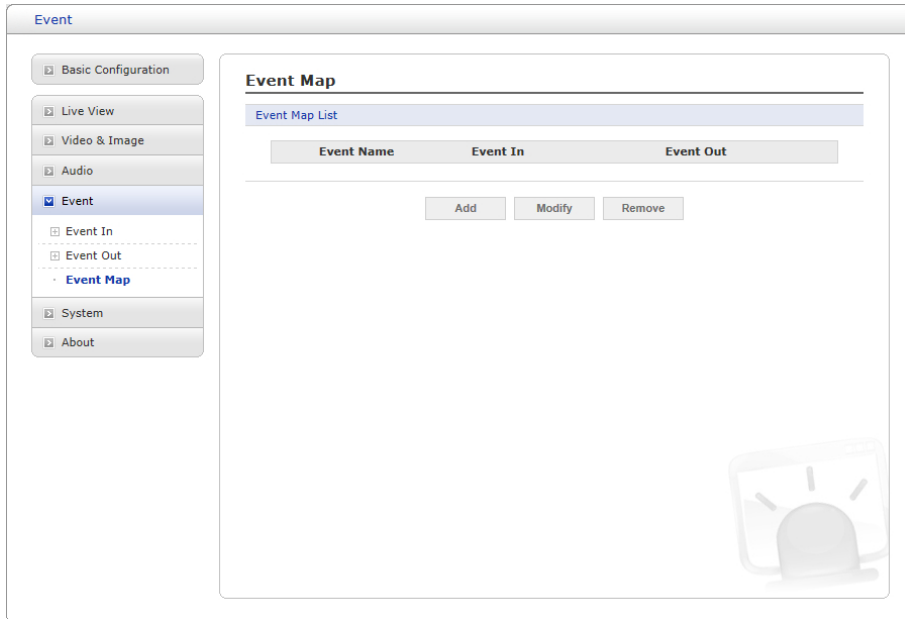 Event
Basic Configuration
Live View
Video & Image
Audio
Event
Event In
Event Out
Event Map
System
About
Event Map
Event Map List
Event Name Event In Event Out
Add Modify Remove